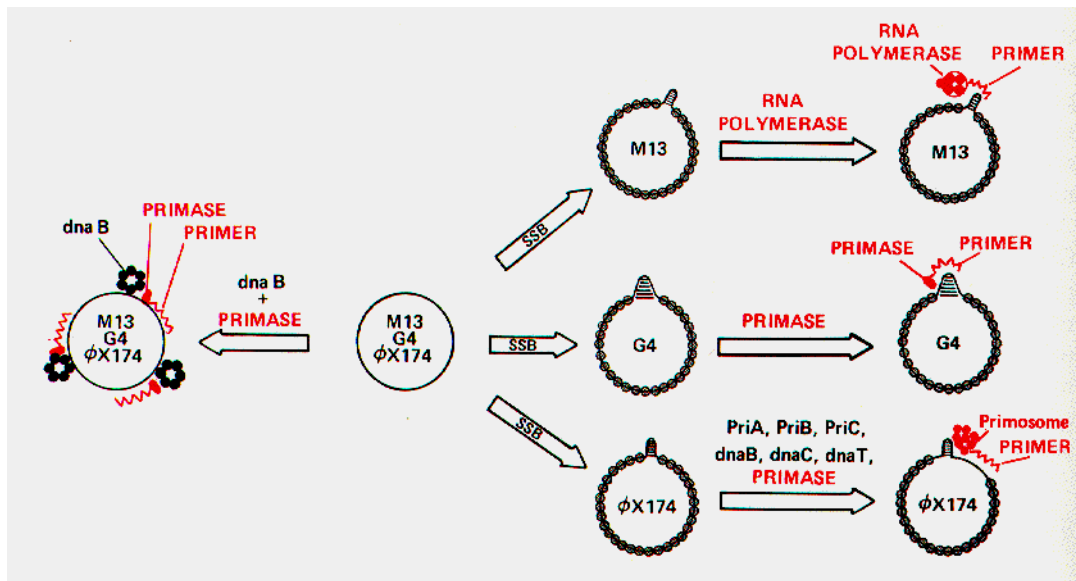 RNA
POLYMERASE
PRIMER
RNA
POLYMERASE
M13
M13
SSB
dna B
PRIMASE
PRIMER
dna B
+
PRIMASE
M13
G4
ϕX174
M13
G4
ϕX174
SSB
G4
PRIMASE
PRIMASE
PRIMER
G4
SSB
PriA, PriB, PriC,
dnaB, dnaC, dnaT,
PRIMASE
ϕX174
Primosome
PRIMER
ϕX174